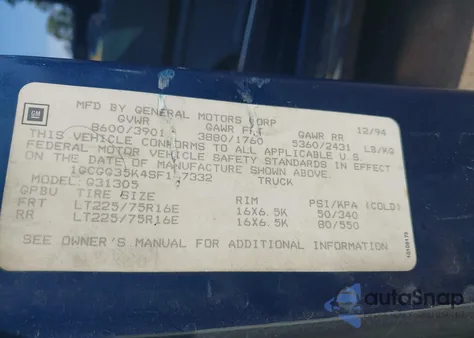 GM
MFD BY GENERAL MOTORS CORP 12/94
GVWR GAWR FRT GAWR RR
8600/3901 3880/1760 5360/2431 LB/KG
THIS VEHICLE CONFORMS TO ALL APPLICABLE U.S.
FEDERAL MOTOR VEHICLE SAFETY STANDARDS IN EFFECT
ON THE DATE OF MANUFACTURE SHOWN ABOVE.
TRUCK
G31305
GPBU TIRE SIZE RIM PSI/KPA (COLD)
FRT LT225/75R16E 16X6.5K 50/340
RR LT225/75R16E 16X6.5K 80/550
SEE OWNER'S MANUAL FOR ADDITIONAL INFORMATION
autoSnap